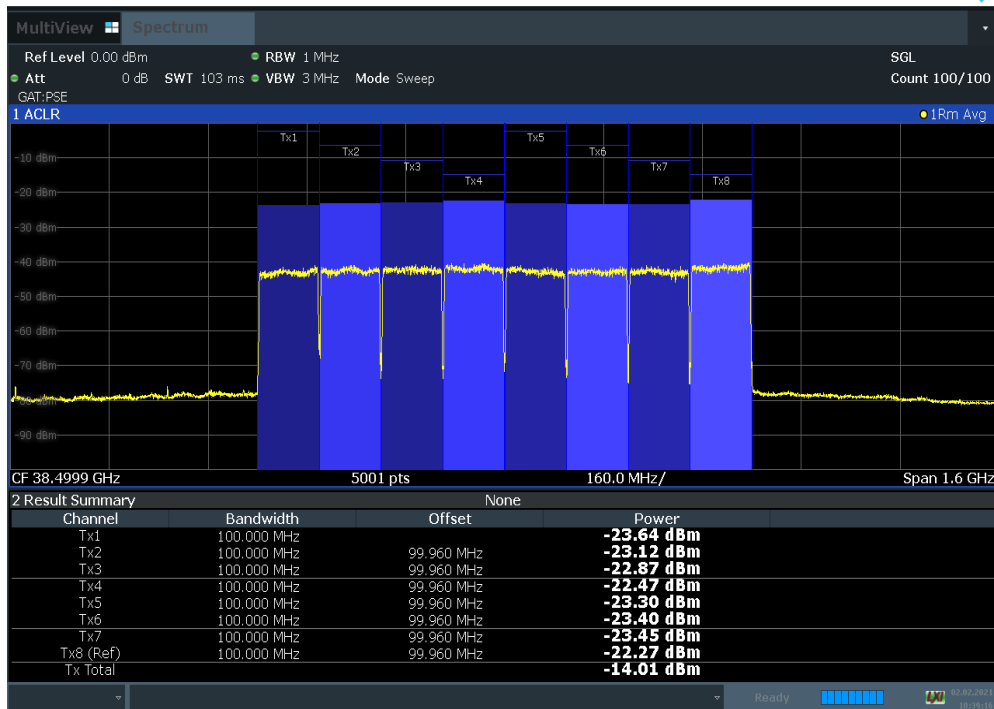 MultiView Spectrum
Ref Level 0.00 dBm RBW 1 MHz SGL
Att 0 dB SWT 103 ms VBW 3 MHz Mode Sweep Count 100/100
GAT:PSE
1 ACLR 1Rm Avg
Tx1 Tx5
Tx2 Tx6
-10 dBm
Tx3 Tx7
Tx4 Tx8
-20 dBm
-30 dBm
-40 dBm
-50 dBm
-60 dBm
-70 dBm
-80 dBm
-90 dBm
CF 38.4999 GHz 5001 pts 160.0 MHz/ Span 1.6 GHz
2 Result Summary None
Channel Bandwidth Offset Power
Tx1 100.000 MHz -23.64 dBm
Tx2 100.000 MHz 99.960 MHz -23.12 dBm
Tx3 100.000 MHz 99.960 MHz -22.87 dBm
Tx4 100.000 MHz 99.960 MHz -22.47 dBm
Tx5 100.000 MHz 99.960 MHz -23.30 dBm
Tx6 100.000 MHz 99.960 MHz -23.40 dBm
Tx7 100.000 MHz 99.960 MHz -23.45 dBm
Tx8 (Ref) 100.000 MHz 99.960 MHz -22.27 dBm
Tx Total -14.01 dBm
Ready 02.02.2021
10:39:16